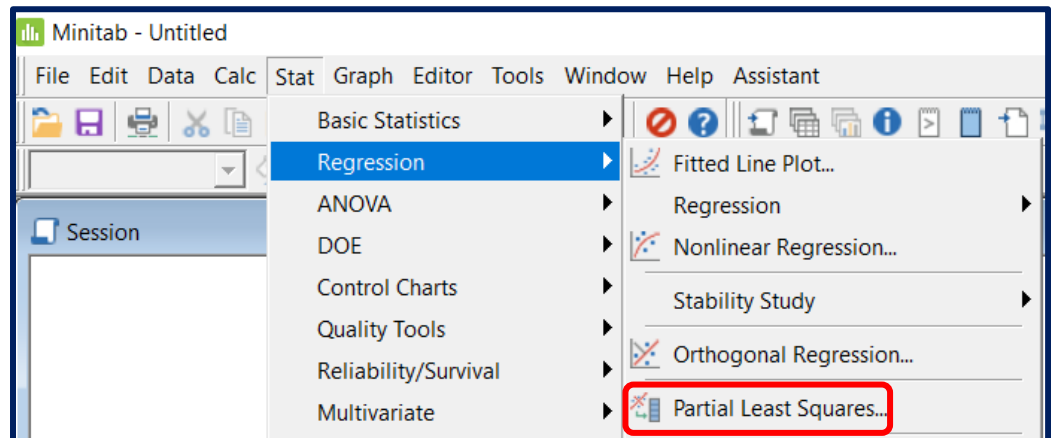 Minitab - Untitled
File Edit Data Calc Stat Graph Editor Tools Window Help Assistant
Basic Statistics
Regression
ANOVA
DOE
Control Charts
Quality Tools
Reliability/Survival
Multivariate
Session
Fitted Line Plot...
Regression
Nonlinear Regression...
Stability Study
Orthogonal Regression...
Partial Least Squares...